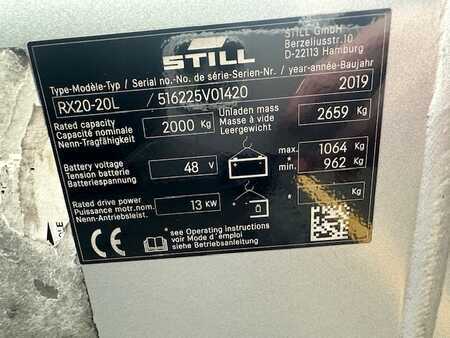 STILL
STILL GmbH
Berzeliusstr.10
D-22113 Hamburg
Type-Modèle-Typ / Serial no.-No. de série-Serien-Nr. / year-année-Baujahr
RX20-20L / 516225V01420 2019
Rated capacity
Capacité nominale
Nenn-Tragfähigkeit
2000 Kg
Unladen mass
Masse à vide
Leergewicht
2659 Kg
Battery voltage
Tension batterie
Batteriespannung
48 V
max. 1064 Kg
* min. 962 Kg
Rated drive power
Puissance motr.nom.
Nenn-Antriebsleist.
13 KW
* Kg
CE
* see Operating instructions
voir Mode d'emploi
siehe Betriebsanleitung